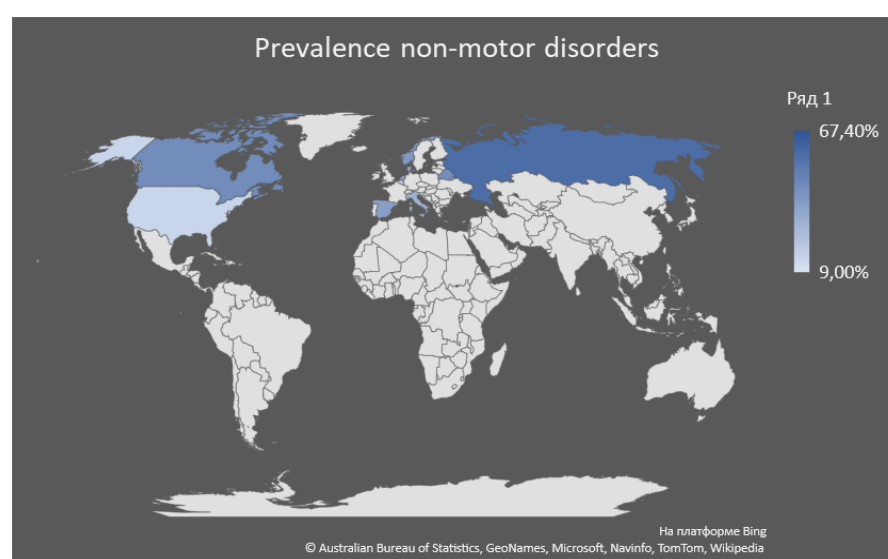 Prevalence non-motor disorders
Ряд 1
67,40%
9,00%
На платформе Bing
© Australian Bureau of Statistics, GeoNames, Microsoft, Navinfo, TomTom, Wikipedia